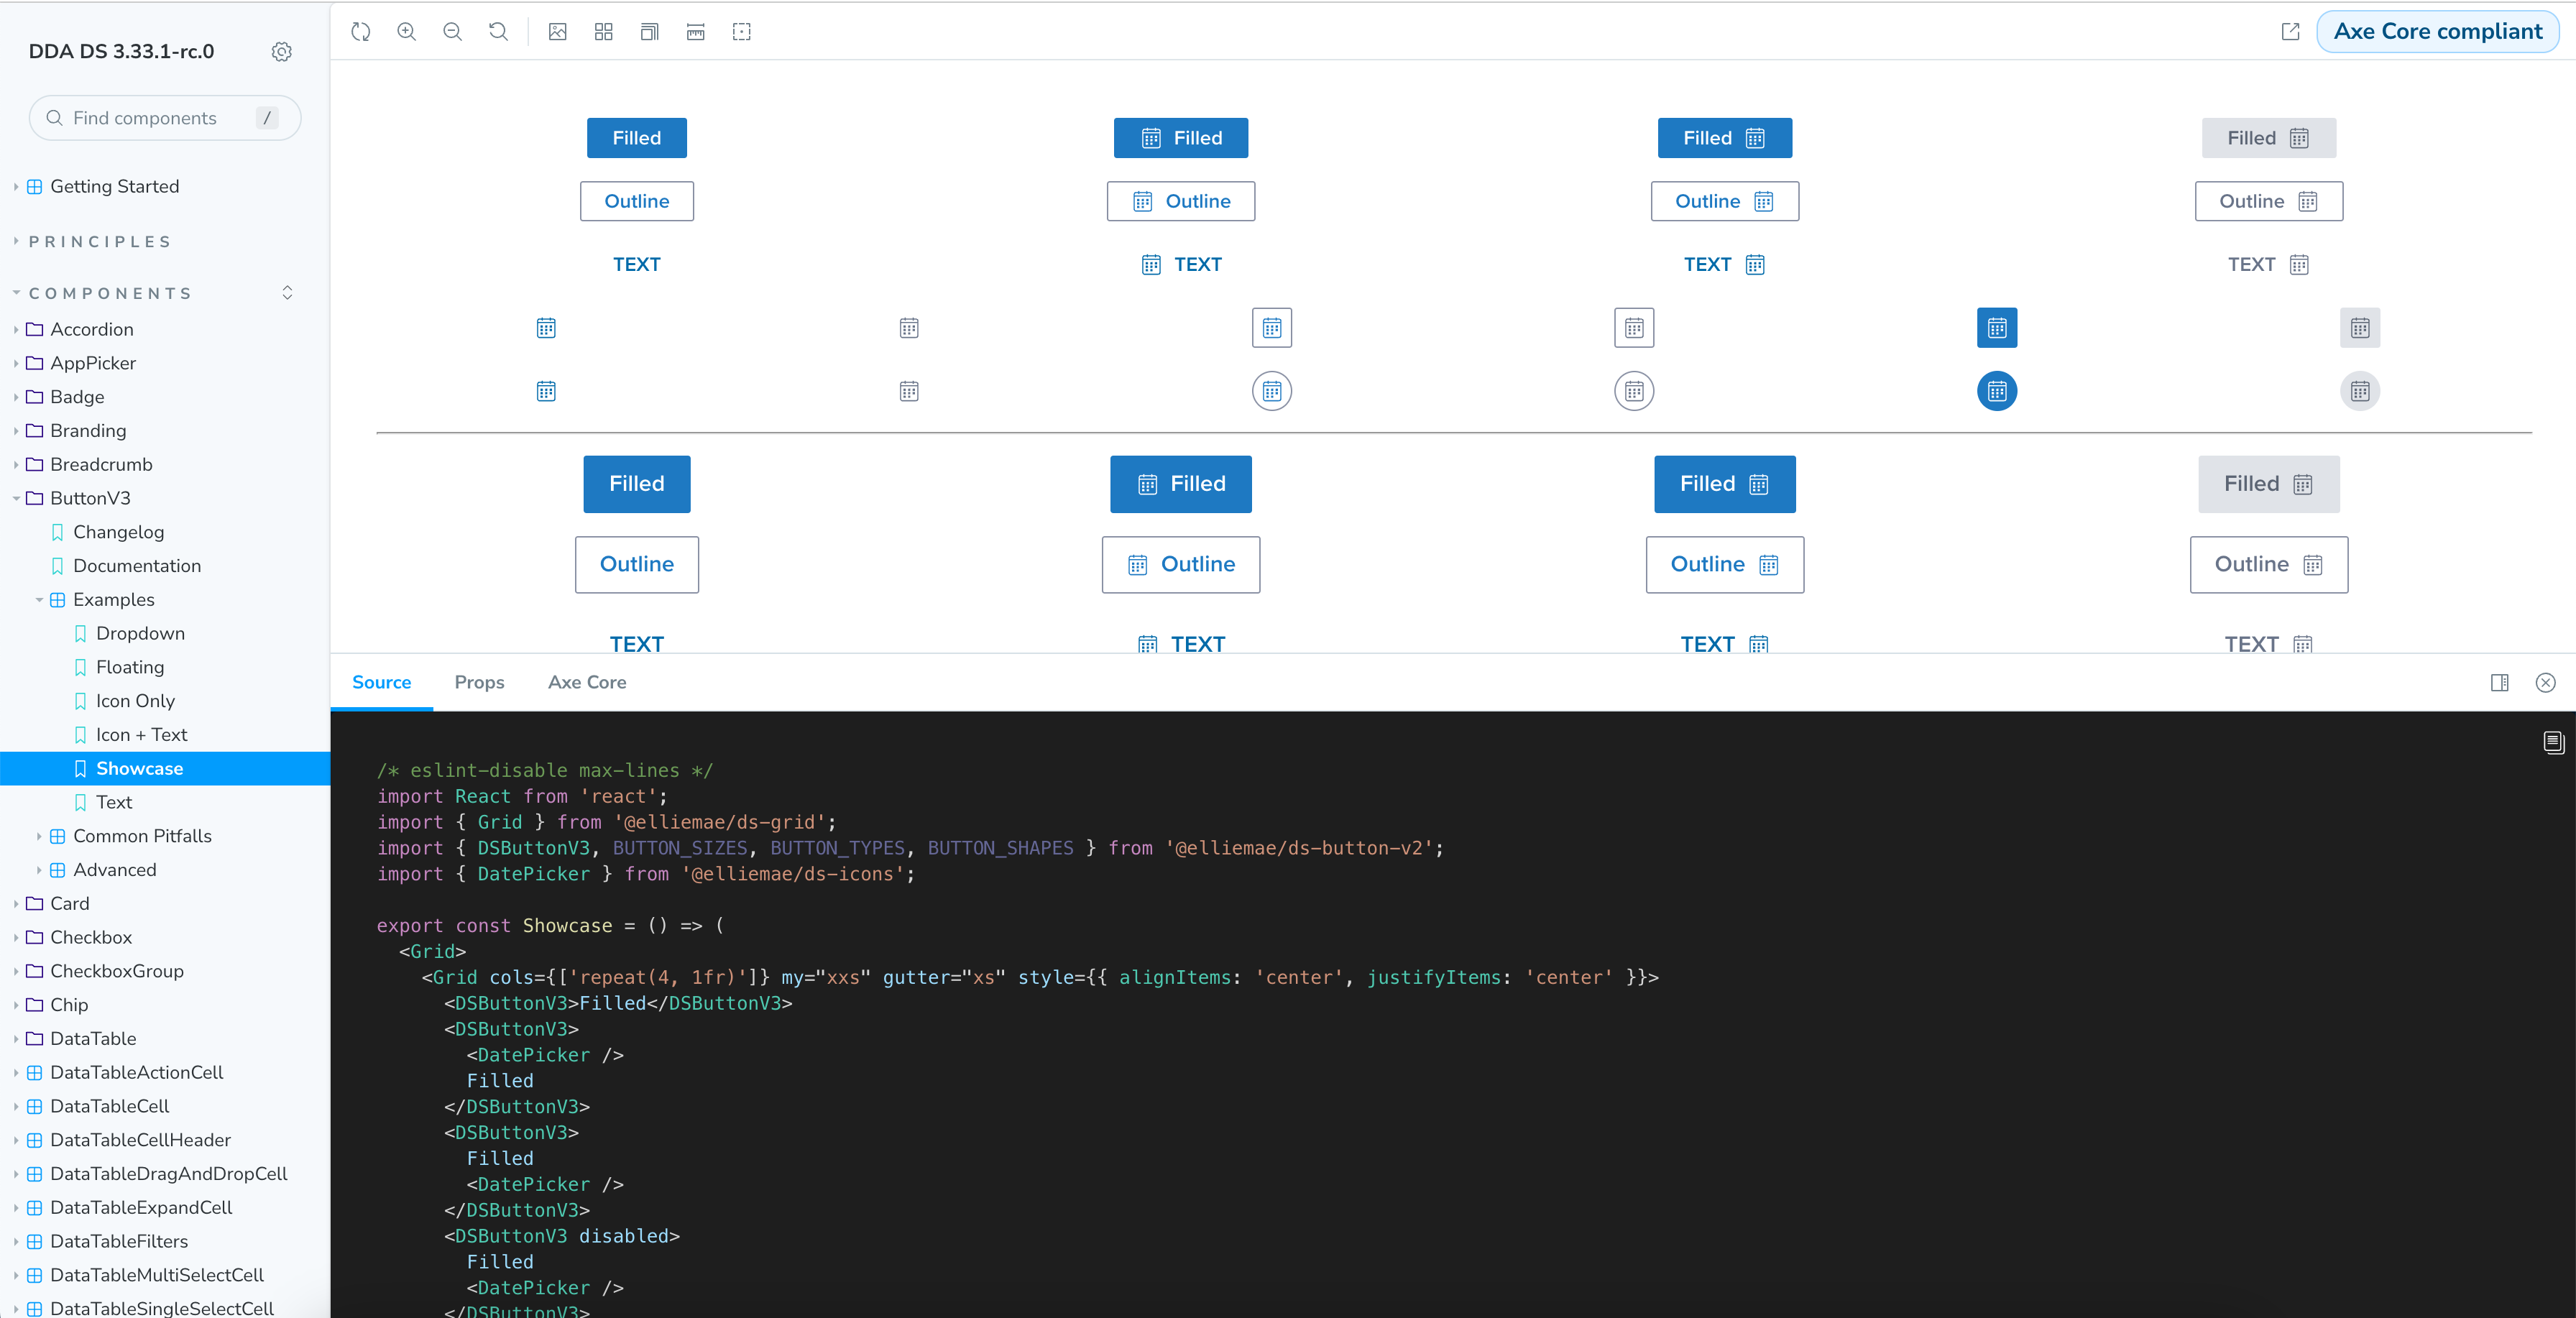 DDA DS 3.33.1-rc.0
Find components /
Getting Started
PRINCIPLES
COMPONENTS
Accordion
AppPicker
Badge
Branding
Breadcrumb
ButtonV3
Changelog
Documentation
Examples
Dropdown
Floating
Icon Only
Icon + Text
Showcase
Text
Common Pitfalls
Advanced
Card
Checkbox
CheckboxGroup
Chip
DataTable
DataTableActionCell
DataTableCell
DataTableCellHeader
DataTableDragAndDropCell
DataTableExpandCell
DataTableFilters
DataTableMultiSelectCell
DataTableSingleSelectCell
Axe Core compliant
Filled Filled Filled Filled
Outline Outline Outline Outline
TEXT TEXT TEXT TEXT
Filled Filled Filled Filled
Outline Outline Outline Outline
TEXT TEXT TEXT TEXT
Source Props Axe Core
/* eslint-disable max-lines */
import React from 'react';
import { Grid } from '@elliemae/ds-grid';
import { DSButtonV3, BUTTON_SIZES, BUTTON_TYPES, BUTTON_SHAPES } from '@elliemae/ds-button-v2';
import { DatePicker } from '@elliemae/ds-icons';
export const Showcase = () => (
<Grid>
<Grid cols={['repeat(4, 1fr)']} my="xxs" gutter="xs" style={{ alignItems: 'center', justifyItems: 'center' }}>
<DSButtonV3>Filled</DSButtonV3>
<DSButtonV3>
<DatePicker />
Filled
</DSButtonV3>
<DSButtonV3>
Filled
<DatePicker />
</DSButtonV3>
<DSButtonV3 disabled>
Filled
<DatePicker />
</DSButtonV3>